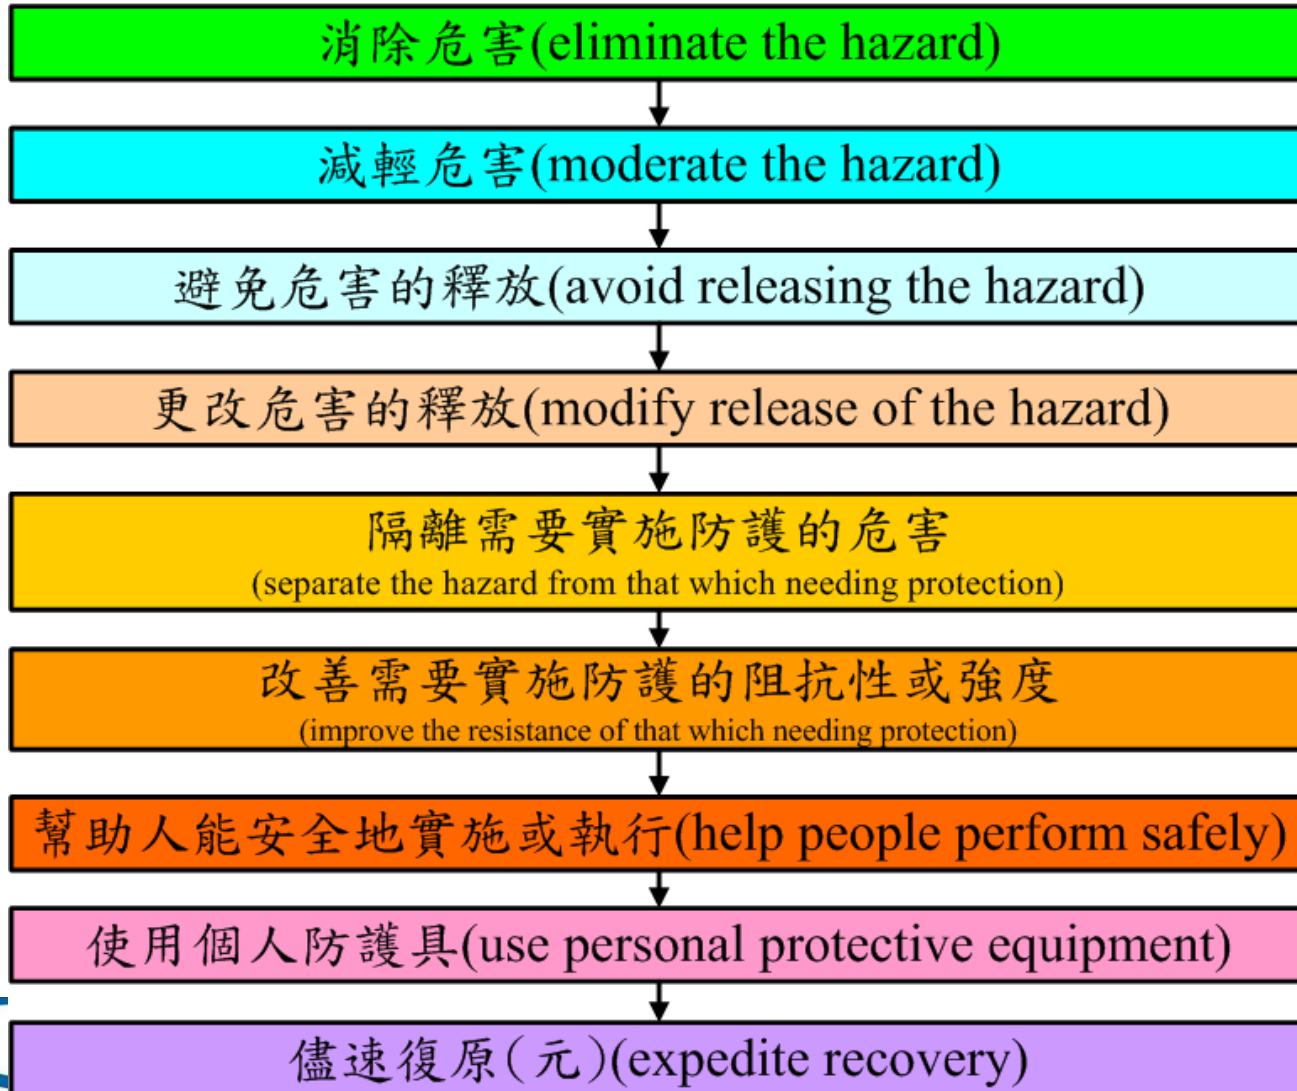 消除危害(eliminate the hazard)
減輕危害(moderate the hazard)
避免危害的釋放(avoid releasing the hazard)
更改危害的釋放(modify release of the hazard)
隔離需要實施防護的危害
(separate the hazard from that which needing protection)
改善需要實施防護的阻抗性或強度
(improve the resistance of that which needing protection)
幫助人能安全地實施或執行(help people perform safely)
使用個人防護具(use personal protective equipment)
儘速復原(元)(expedite recovery)